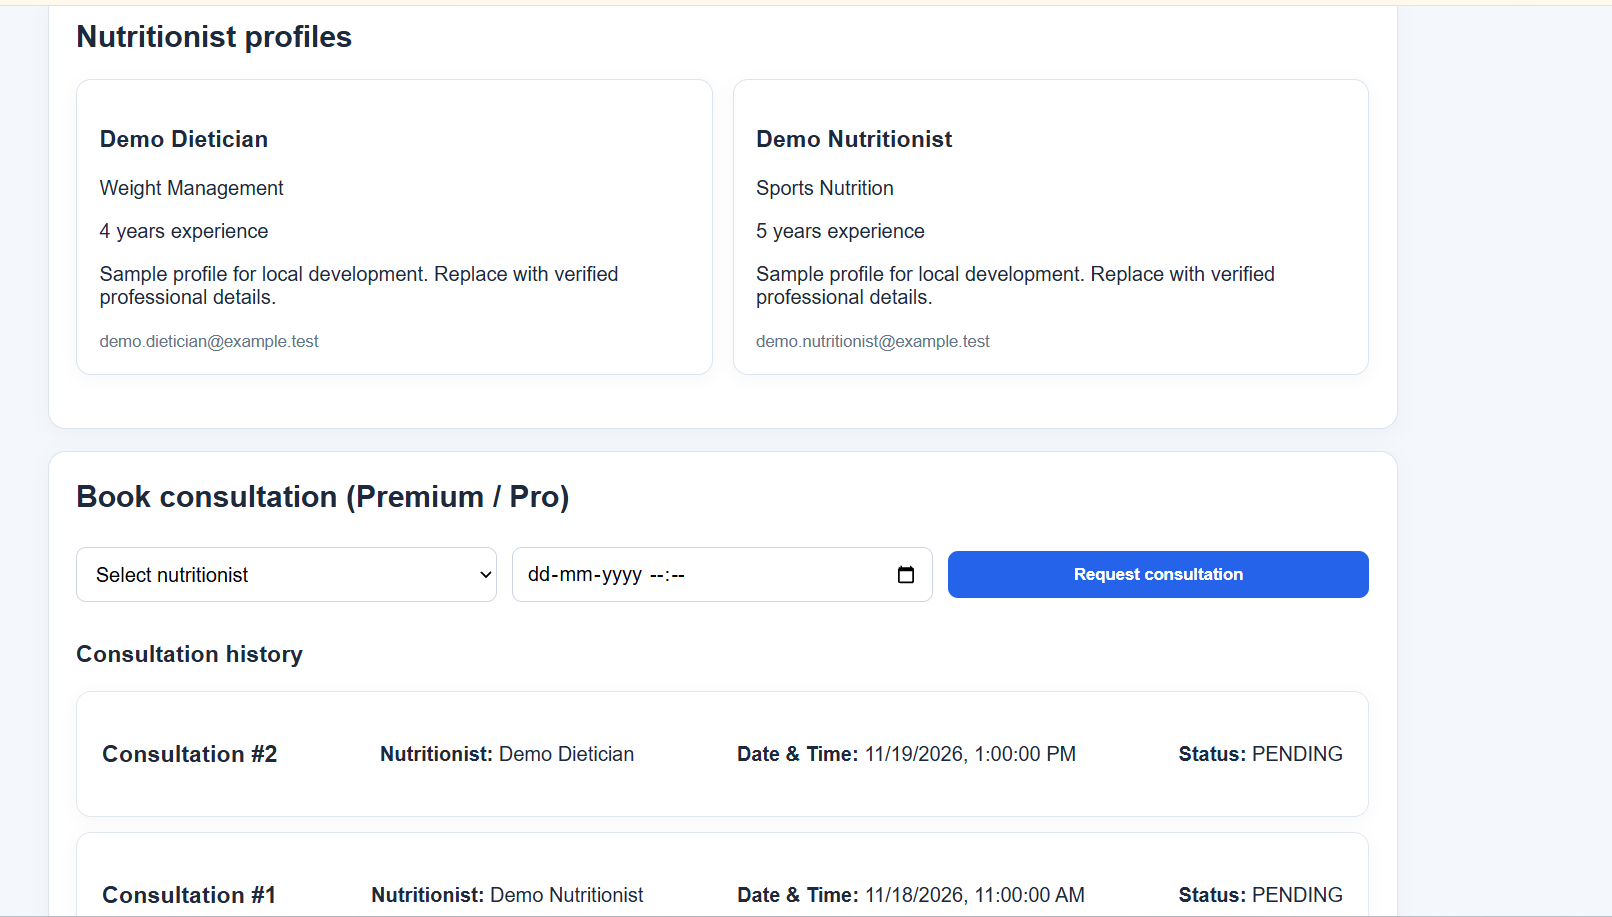 Nutritionist profiles
Demo Dietician
Weight Management
4 years experience
Sample profile for local development. Replace with verified
professional details.
demo.dietician@example.test
Demo Nutritionist
Sports Nutrition
5 years experience
Sample profile for local development. Replace with verified
professional details.
demo.nutritionist@example.test
Book consultation (Premium / Pro)
Select nutritionist
dd-mm-yyyy --:--
Request consultation
Consultation history
Consultation #2 Nutritionist: Demo Dietician Date & Time: 11/19/2026, 1:00:00 PM Status: PENDING
Consultation #1 Nutritionist: Demo Nutritionist Date & Time: 11/18/2026, 11:00:00 AM Status: PENDING